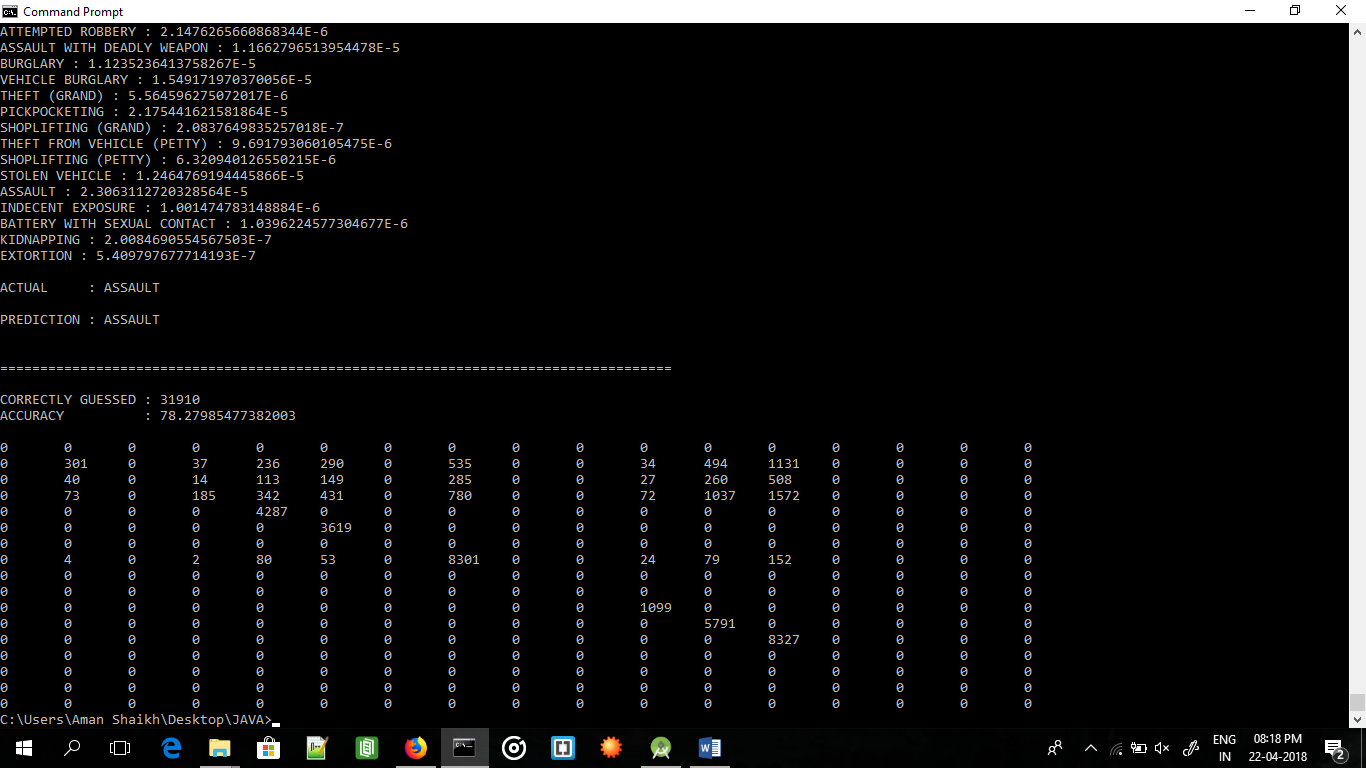 Command Prompt
ATTEMPTED ROBBERY : 2.1476265660868344E-6
ASSAULT WITH DEADLY WEAPON : 1.1662796513954478E-5
BURGLARY : 1.1235236413758267E-5
VEHICLE BURGLARY : 1.549171970370056E-5
THEFT (GRAND) : 5.564596275072017E-6
PICKPOCKETING : 2.175441621581864E-5
SHOPLIFTING (GRAND) : 2.0837649835257018E-7
THEFT FROM VEHICLE (PETTY) : 9.691793060105475E-6
SHOPLIFTING (PETTY) : 6.320940126550215E-6
STOLEN VEHICLE : 1.2464769194445866E-5
ASSAULT : 2.3063112720328564E-5
INDECENT EXPOSURE : 1.001474783148884E-6
BATTERY WITH SEXUAL CONTACT : 1.0396224577304677E-6
KIDNAPPING : 2.0084690554567503E-7
EXTORTION : 5.409797677714193E-7
ACTUAL     : ASSAULT
PREDICTION : ASSAULT
====================================================================================
CORRECTLY GUESSED : 31910
ACCURACY          : 78.27985477382003
0 0 0 0 0 0 0 0 0 0 0 0 0 0 0 0 0
0 301 0 37 236 290 0 535 0 0 34 494 1131 0 0 0 0
0 40 0 14 113 149 0 285 0 0 27 260 508 0 0 0 0
0 73 0 185 342 431 0 780 0 0 72 1037 1572 0 0 0 0
0 0 0 0 4287 0 0 0 0 0 0 0 0 0 0 0 0
0 0 0 0 0 3619 0 0 0 0 0 0 0 0 0 0 0
0 0 0 0 0 0 0 0 0 0 0 0 0 0 0 0 0
0 4 0 2 80 53 0 8301 0 0 24 79 152 0 0 0 0
0 0 0 0 0 0 0 0 0 0 0 0 0 0 0 0 0
0 0 0 0 0 0 0 0 0 0 0 0 0 0 0 0 0
0 0 0 0 0 0 0 0 0 0 1099 0 0 0 0 0 0
0 0 0 0 0 0 0 0 0 0 0 5791 0 0 0 0 0
0 0 0 0 0 0 0 0 0 0 0 0 8327 0 0 0 0
0 0 0 0 0 0 0 0 0 0 0 0 0 0 0 0 0
0 0 0 0 0 0 0 0 0 0 0 0 0 0 0 0 0
0 0 0 0 0 0 0 0 0 0 0 0 0 0 0 0 0
0 0 0 0 0 0 0 0 0 0 0 0 0 0 0 0 0
C:\Users\Aman Shaikh\Desktop\JAVA>
ENG
IN
08:18 PM
22-04-2018
2